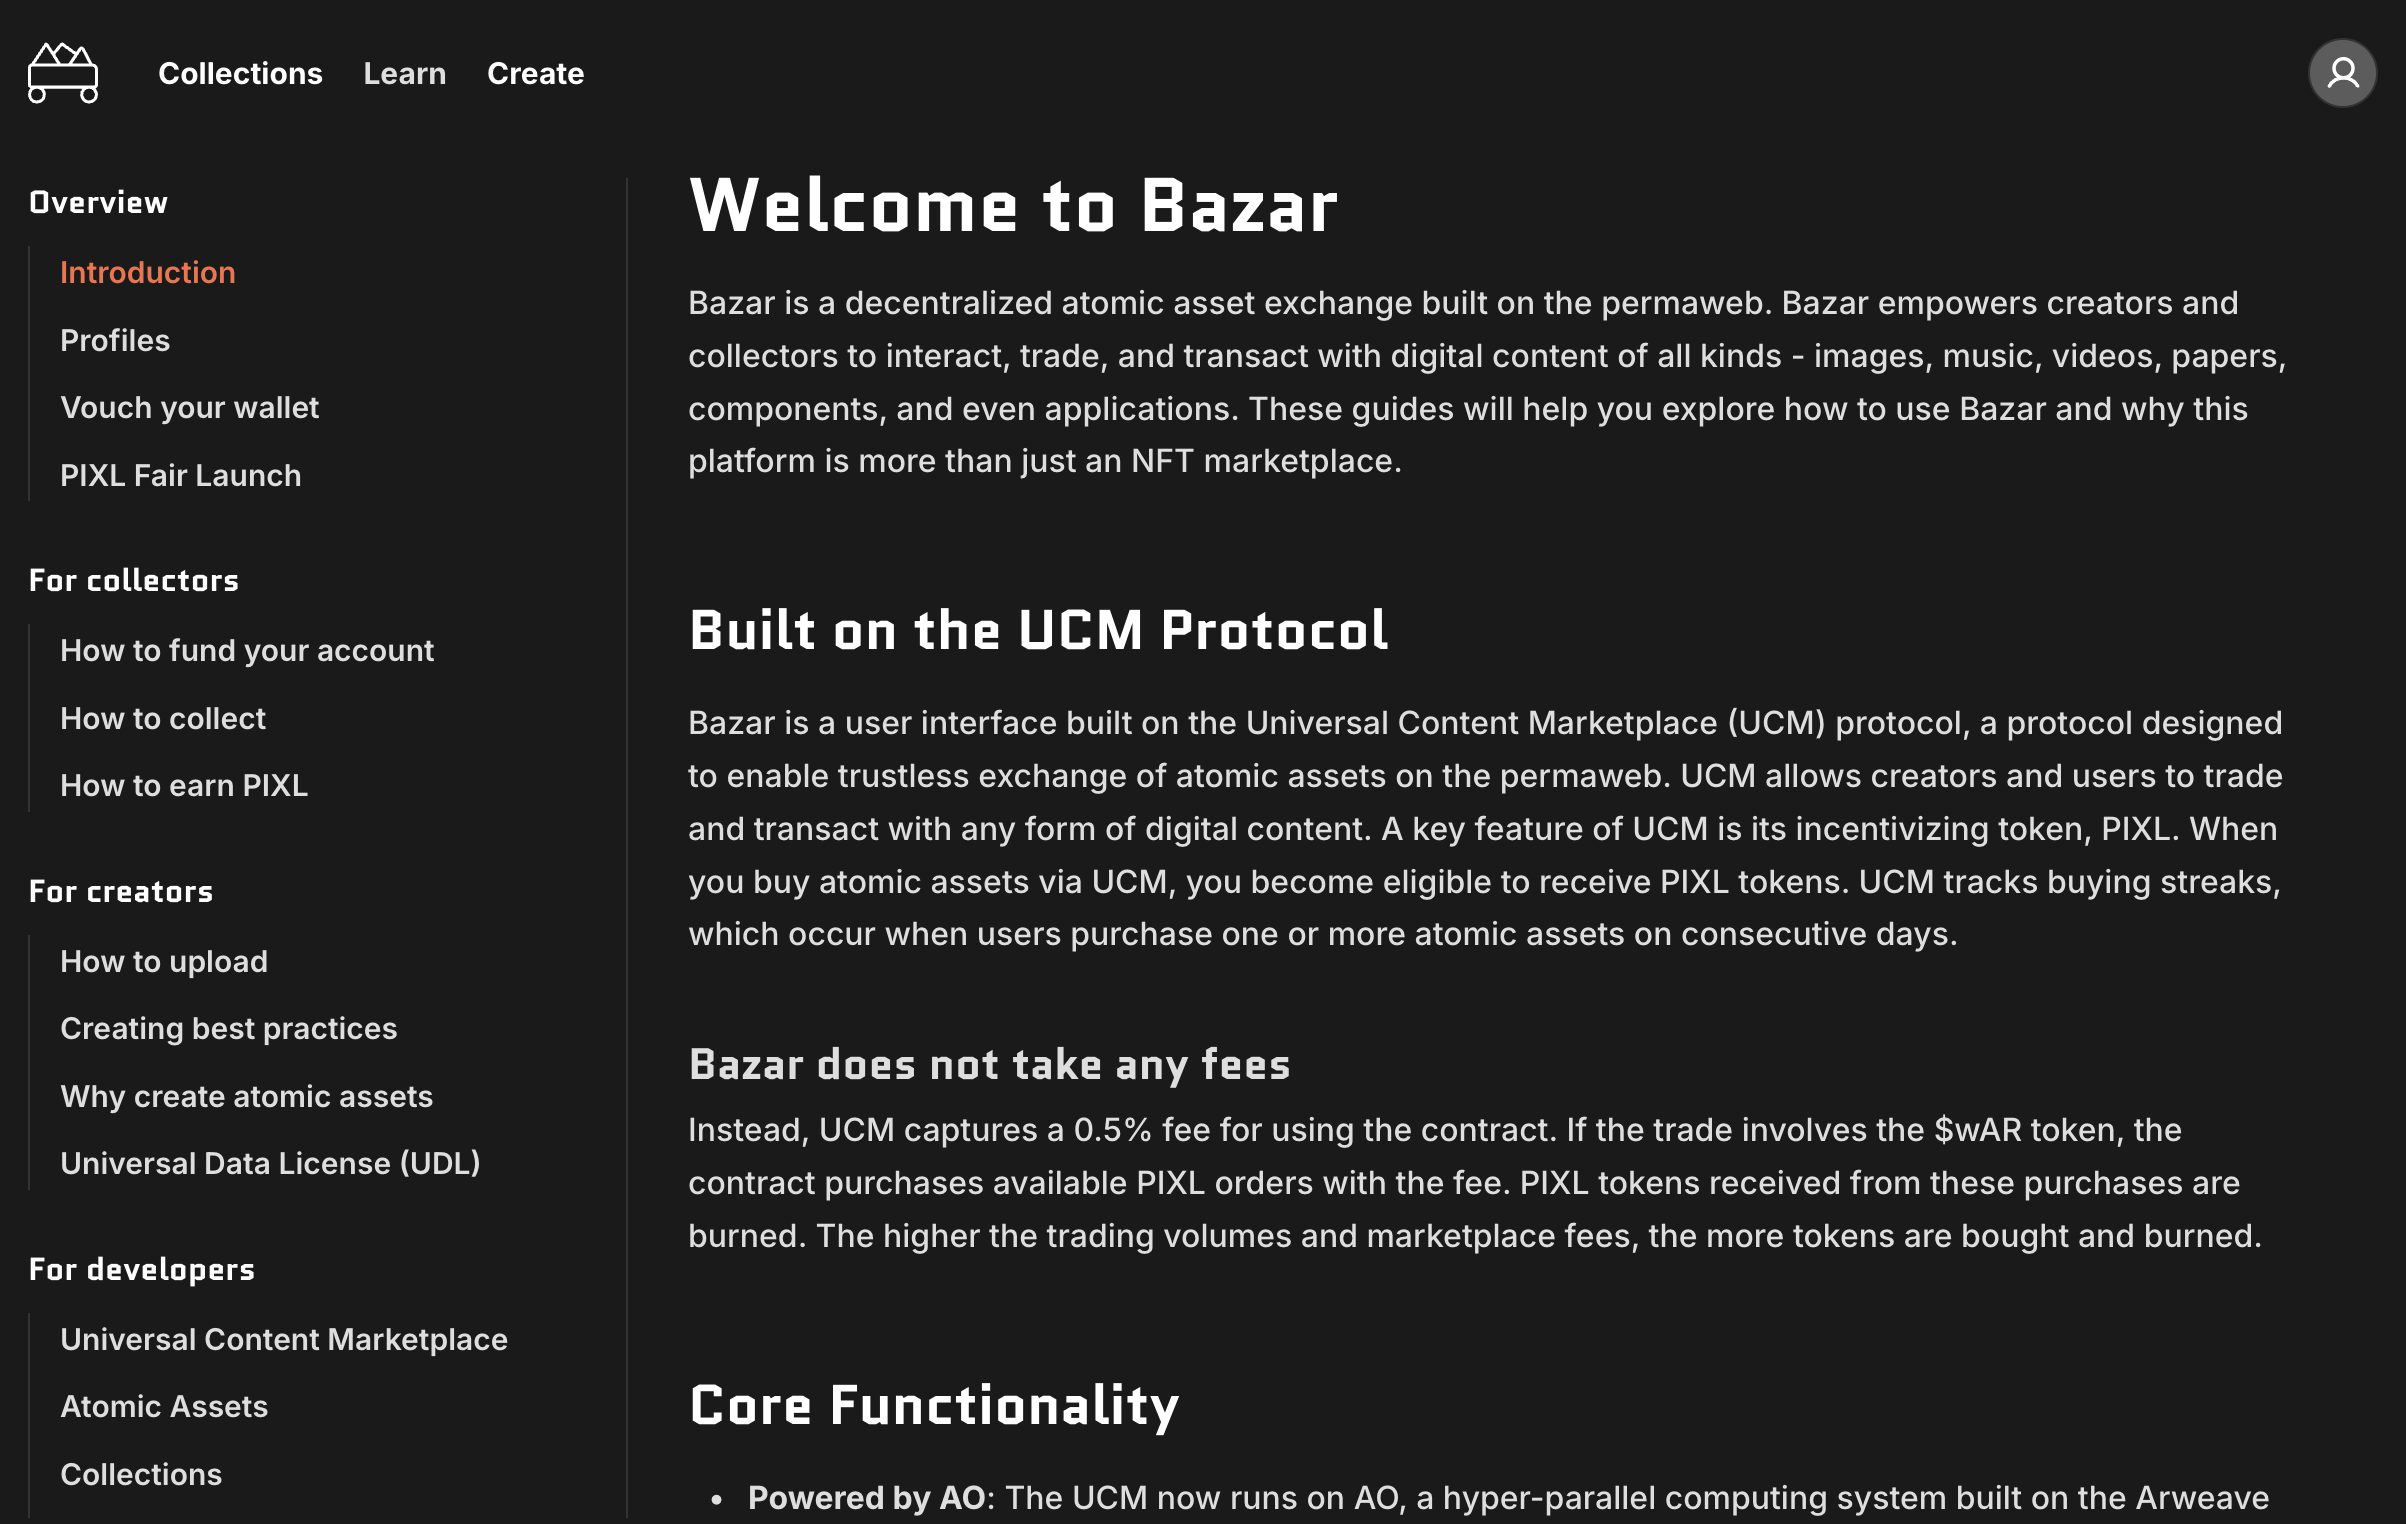 Collections Learn Create
Overview
Introduction
Profiles
Vouch your wallet
PIXL Fair Launch
For collectors
How to fund your account
How to collect
How to earn PIXL
For creators
How to upload
Creating best practices
Why create atomic assets
Universal Data License (UDL)
For developers
Universal Content Marketplace
Atomic Assets
Collections
Welcome to Bazar
Bazar is a decentralized atomic asset exchange built on the permaweb. Bazar empowers creators and
collectors to interact, trade, and transact with digital content of all kinds - images, music, videos, papers,
components, and even applications. These guides will help you explore how to use Bazar and why this
platform is more than just an NFT marketplace.
Built on the UCM Protocol
Bazar is a user interface built on the Universal Content Marketplace (UCM) protocol, a protocol designed
to enable trustless exchange of atomic assets on the permaweb. UCM allows creators and users to trade
and transact with any form of digital content. A key feature of UCM is its incentivizing token, PIXL. When
you buy atomic assets via UCM, you become eligible to receive PIXL tokens. UCM tracks buying streaks,
which occur when users purchase one or more atomic assets on consecutive days.
Bazar does not take any fees
Instead, UCM captures a 0.5% fee for using the contract. If the trade involves the $wAR token, the
contract purchases available PIXL orders with the fee. PIXL tokens received from these purchases are
burned. The higher the trading volumes and marketplace fees, the more tokens are bought and burned.
Core Functionality
• Powered by AO: The UCM now runs on AO, a hyper-parallel computing system built on the Arweave